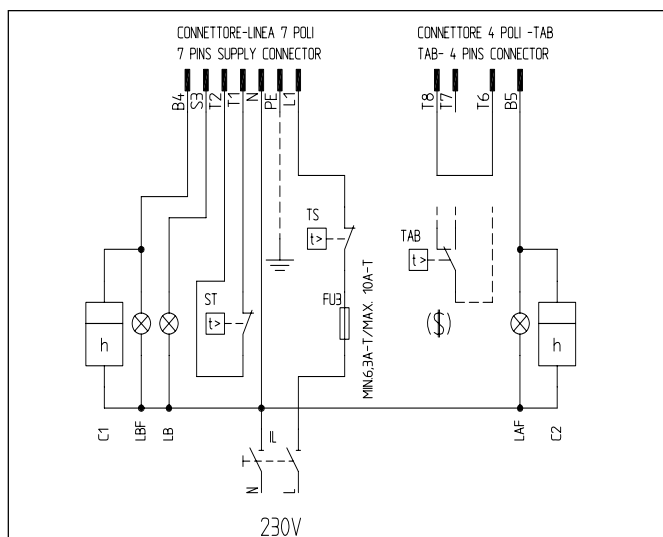 CONNETTORE-LINEA 7 POLI
7 PINS SUPPLY CONNECTOR
CONNETTORE 4 POLI -TAB
TAB- 4 PINS CONNECTOR
B4
S3
T2
T1
N
PE
L1
T8
T7
T6
B5
TS
t>
TAB
t>
ST
t>
FU3
MIN.6,3A-T/MAX. 10A-T
($)
h
h
C1
LBF
LB
IL
LAF
C2
N
L
230V